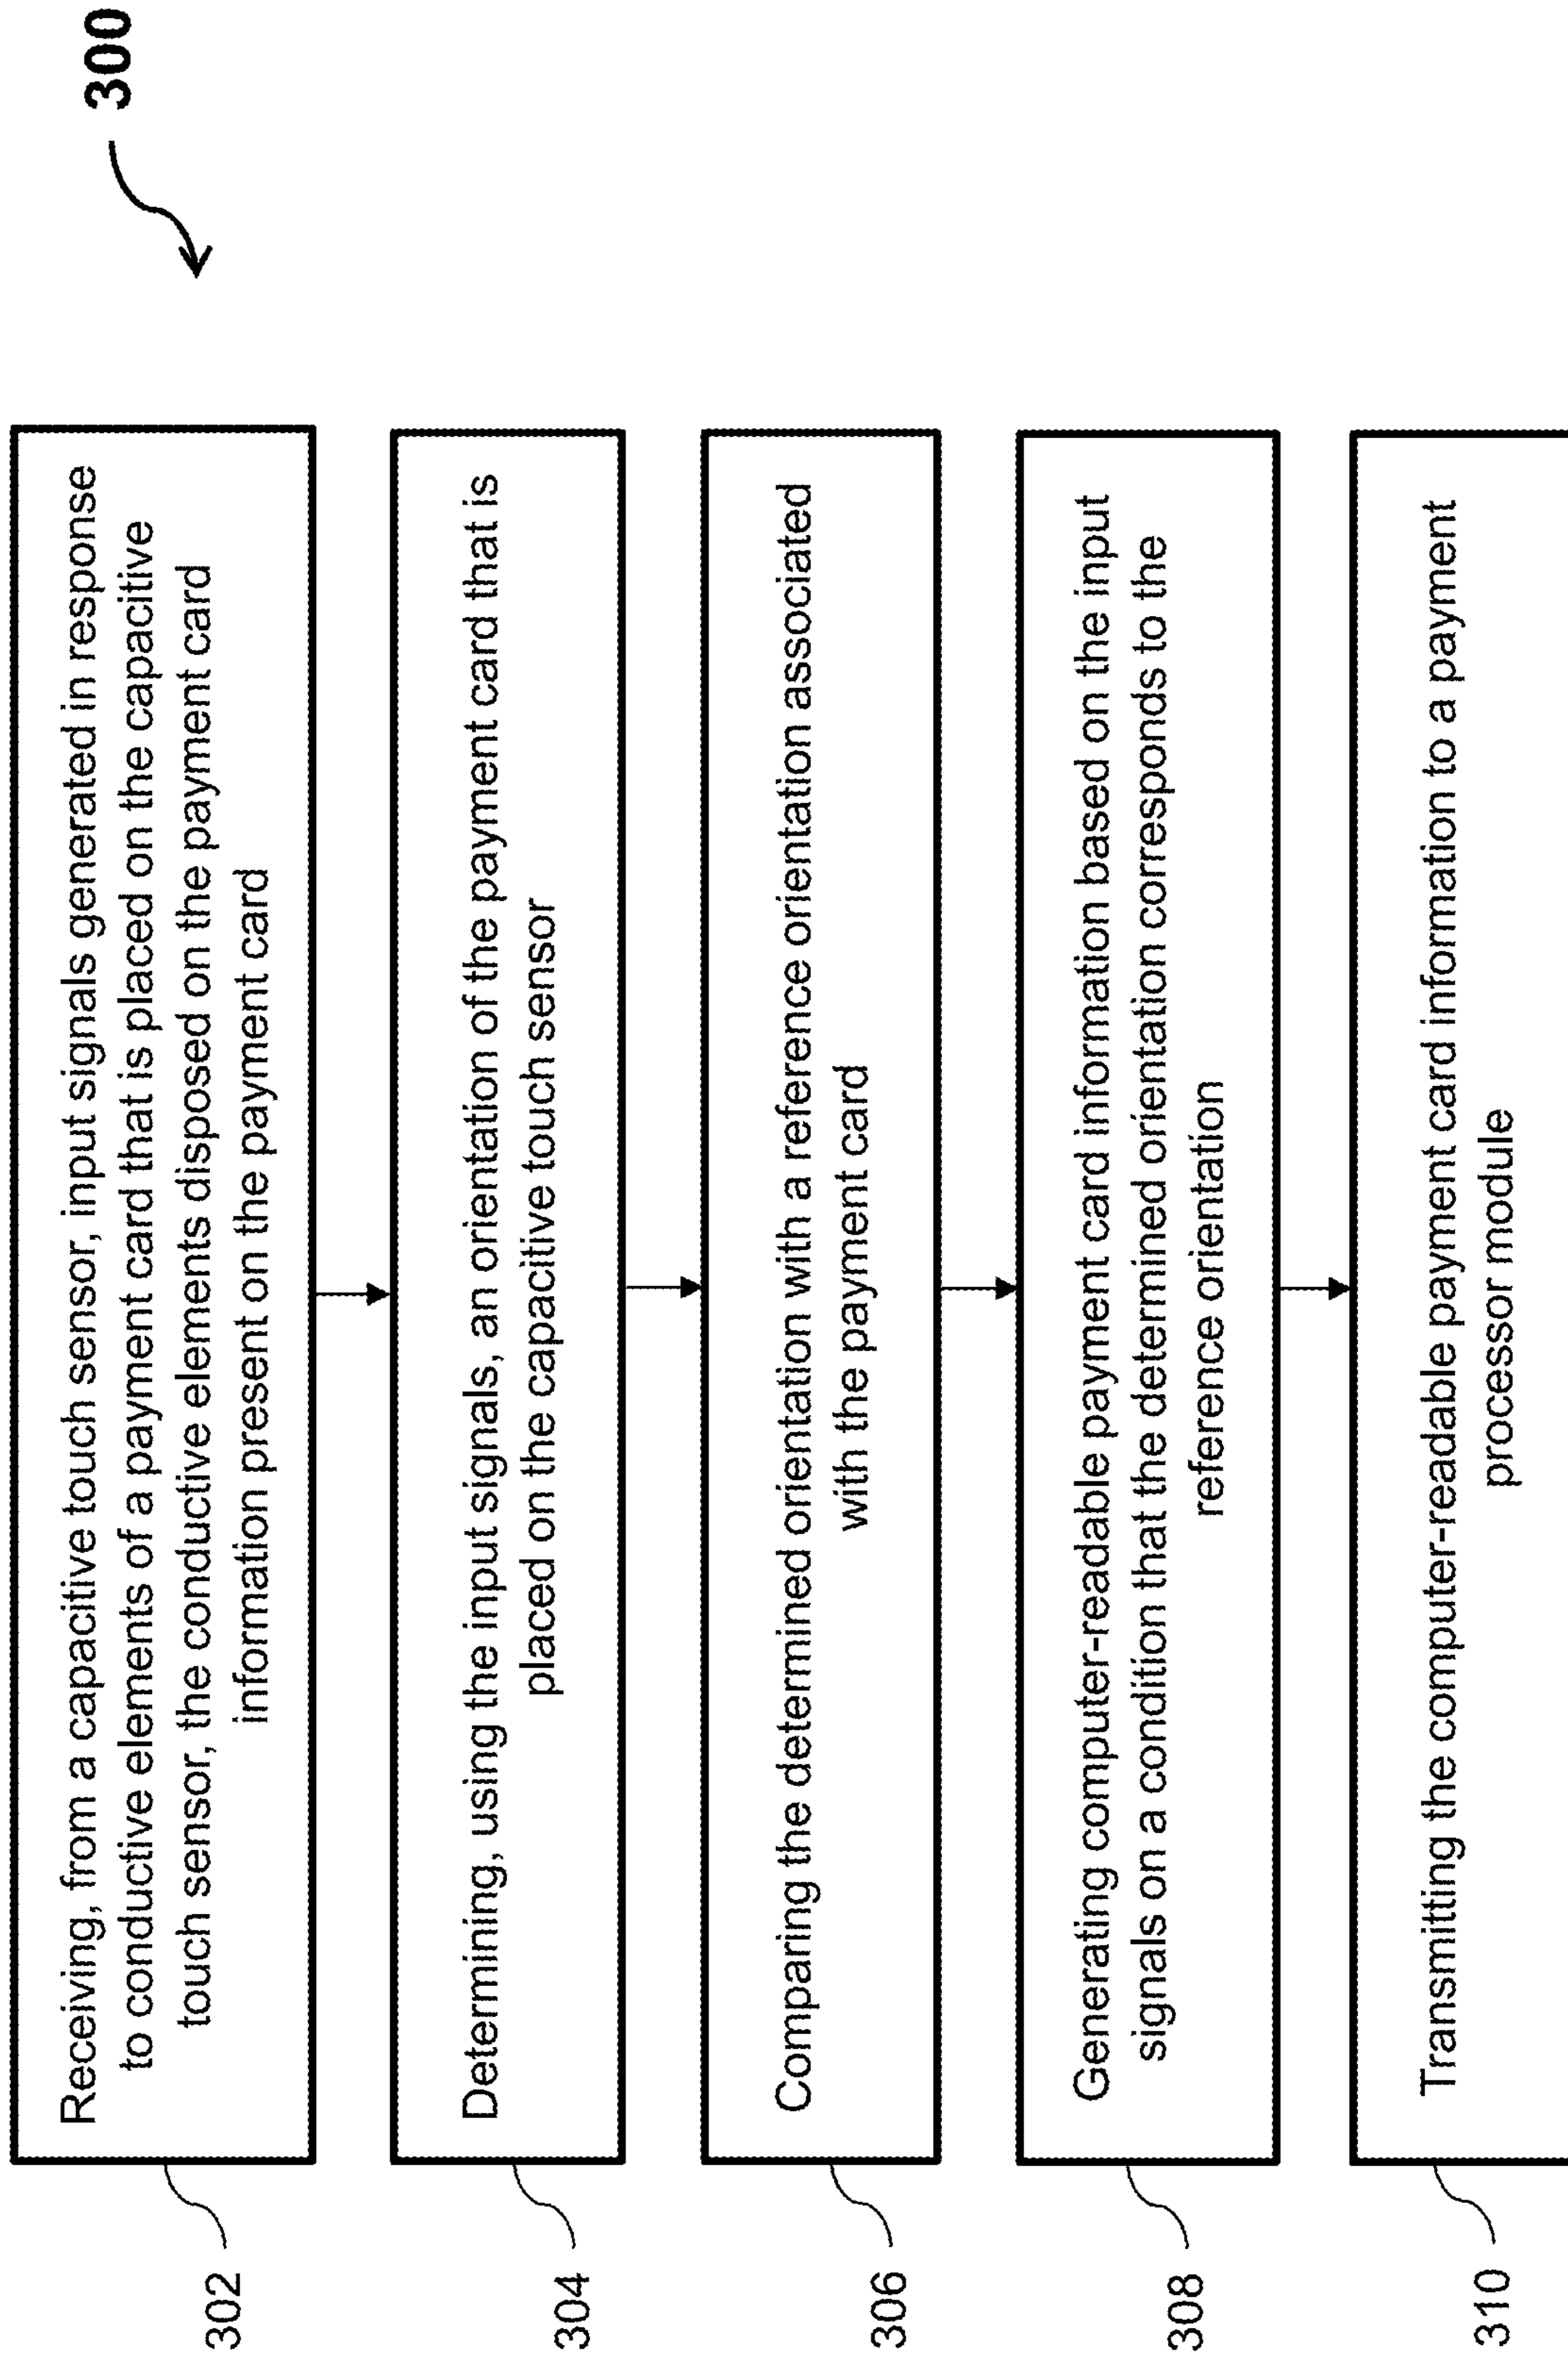 300
302
Receiving, from a capacitive touch sensor, input signals generated in response
to conductive elements of a payment card that is placed on the capacitive
touch sensor, the conductive elements disposed on the payment card
information present on the payment card
304
Determining, using the input signals, an orientation of the payment card that is
placed on the capacitive touch sensor
306
Comparing the determined orientation with a reference orientation associated
with the payment card
308
Generating computer-readable payment card information based on the input
signals on a condition that the determined orientation corresponds to the
reference orientation
310
Transmitting the computer-readable payment card information to a payment
processor module